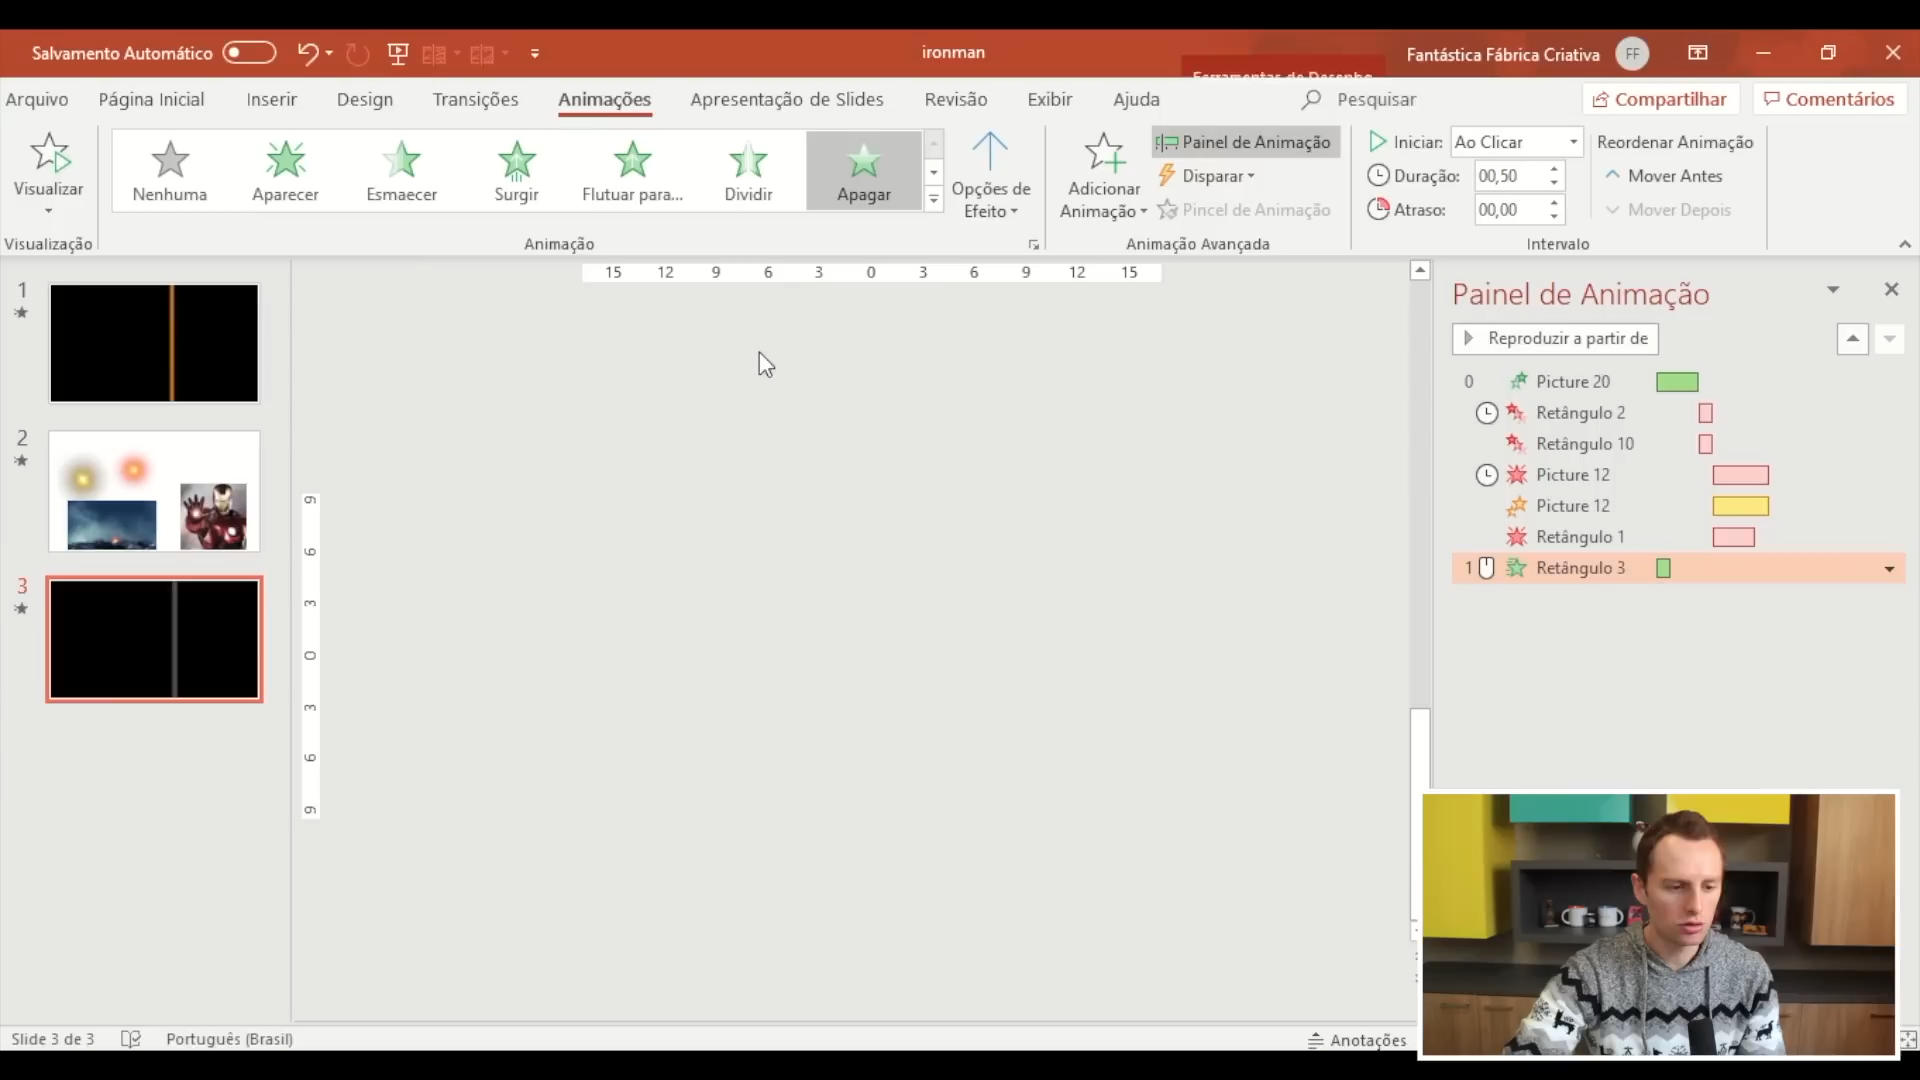 Salvamento Automático
ironman
Ferramentas de Desenho
Fantástica Fábrica Criativa
FF
Arquivo
Página Inicial
Inserir
Design
Transições
Animações
Apresentação de Slides
Revisão
Exibir
Ajuda
Pesquisar
Compartilhar
Comentários
Visualizar
Nenhuma
Aparecer
Esmaecer
Surgir
Flutuar para...
Dividir
Apagar
Opções de
Efeito
Adicionar
Animação
Painel de Animação
Disparar
Pincel de Animação
Iniciar: Ao Clicar
Duração: 00,50
Atraso: 00,00
Reordenar Animação
Mover Antes
Mover Depois
Visualização
Animação
Animação Avançada
Intervalo
15 12 9 6 3 0 3 6 9 12 15
9
6
3
0
3
6
9
1
2
3
Painel de Animação
Reproduzir a partir de
0 Picture 20
Retângulo 2
Retângulo 10
Picture 12
Picture 12
Retângulo 1
1 Retângulo 3
Slide 3 de 3
Português (Brasil)
Anotações